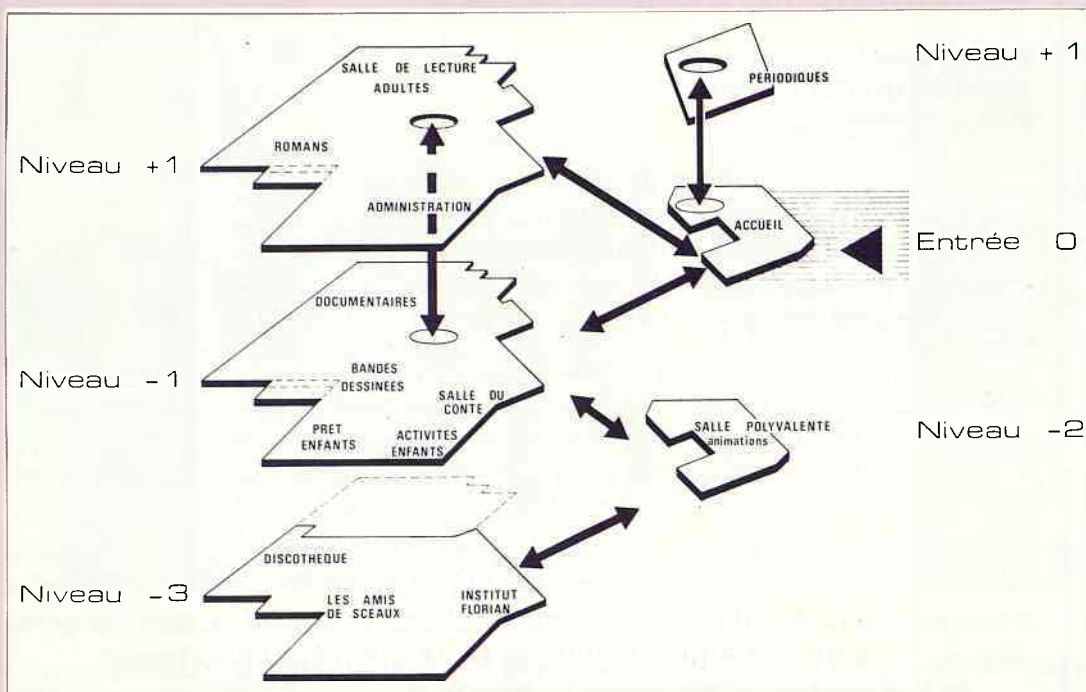 Niveau +1
SALLE DE LECTURE
ADULTES
ROMANS
ADMINISTRATION
Niveau +1
PERIODIQUES
ACCUEIL
Entrée 0
Niveau -1
DOCUMENTAIRES
BANDES
DESSINEES
SALLE DU
CONTE
PRET
ENFANTS
ACTIVITES
ENFANTS
SALLE POLYVALENTE
animations
Niveau -2
Niveau -3
DISCOTHEQUE
LES AMIS
DE SCEAUX
INSTITUT
FLORIAN